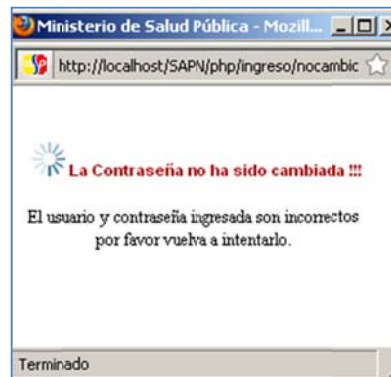 Ministerio de Salud Pública - Mozill...
http://localhost/SAPN/php/ingreso/nocambic
La Contraseña no ha sido cambiada !!!
El usuario y contraseña ingresada son incorrectos
por favor vuelva a intentarlo.
Terminado